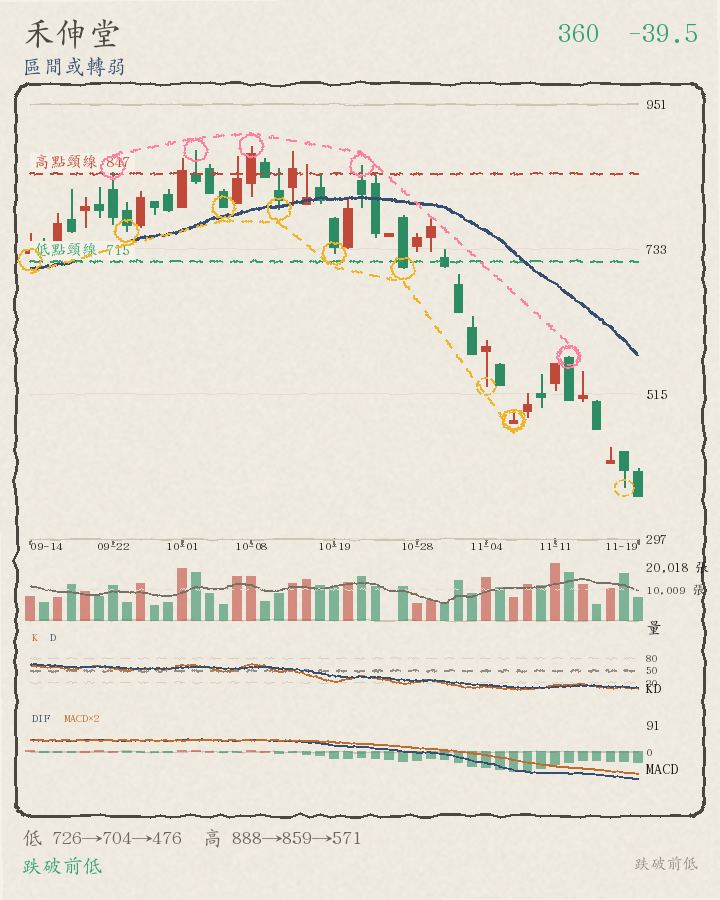 禾伸堂
360 -39.5
區間或轉弱
951
高點頸線 847
733
低點頸線 715
515
297
09-14 09-22 10-01 10-08 10-19 10-28 11-04 11-11 11-19
20,018 張
10,009 張
量
K D
80
50
20
KD
DIF MACD×2
91
0
MACD
低 726→704→476 高 888→859→571
跌破前低
跌破前低